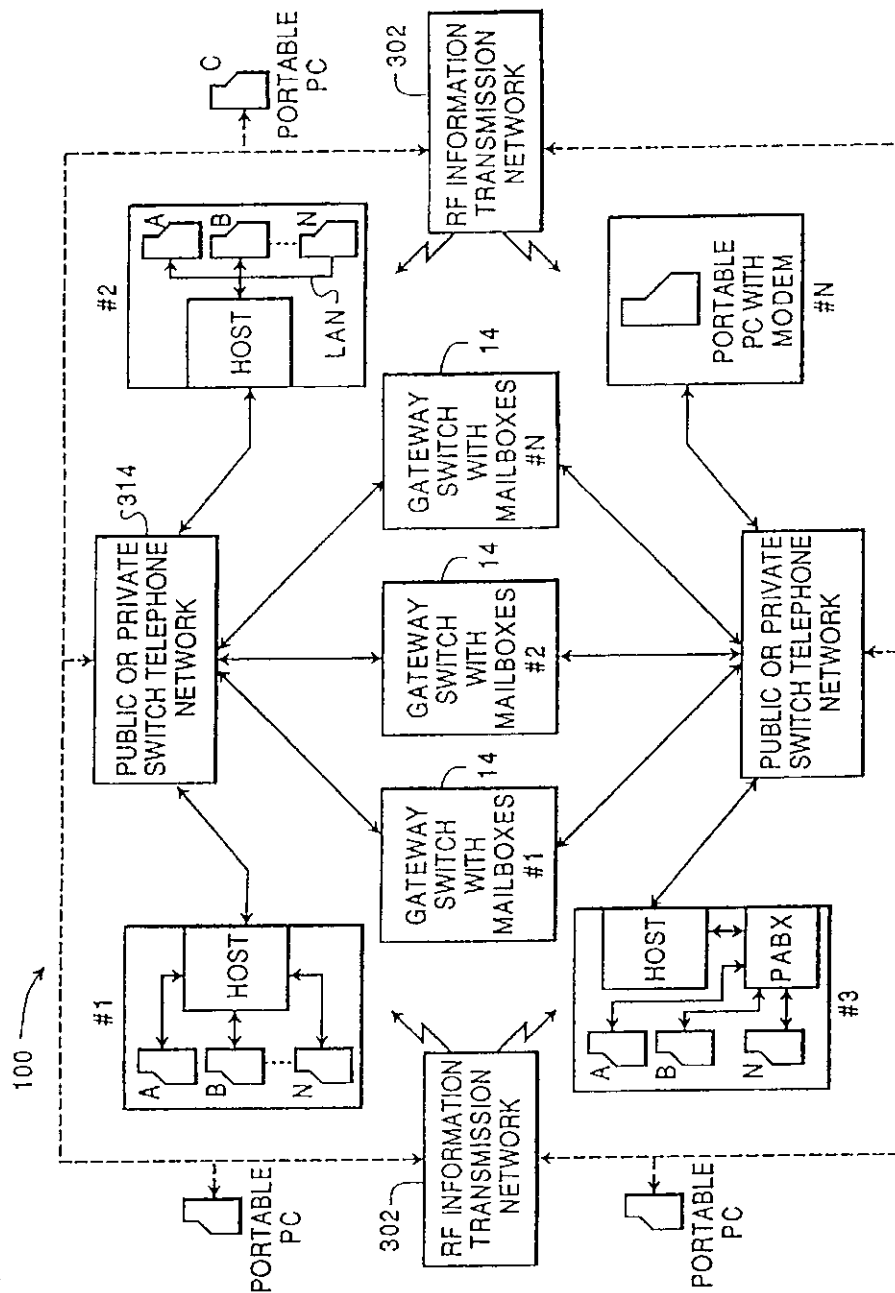 100
PORTABLE
PC
302
RF INFORMATION
TRANSMISSION
NETWORK
PORTABLE
PC
#1
A
B
N
HOST
A
B
N
HOST
PABX
#3
PUBLIC OR PRIVATE
SWITCH TELEPHONE
NETWORK
314
14
GATEWAY
SWITCH
WITH
MAILBOXES
#1
14
GATEWAY
SWITCH
WITH
MAILBOXES
#2
14
GATEWAY
SWITCH
WITH
MAILBOXES
#N
PUBLIC OR PRIVATE
SWITCH TELEPHONE
NETWORK
#2
HOST
A
B
N
LAN
PORTABLE
PC WITH
MODEM
#N
C
PORTABLE
PC
302
RF INFORMATION
TRANSMISSION
NETWORK